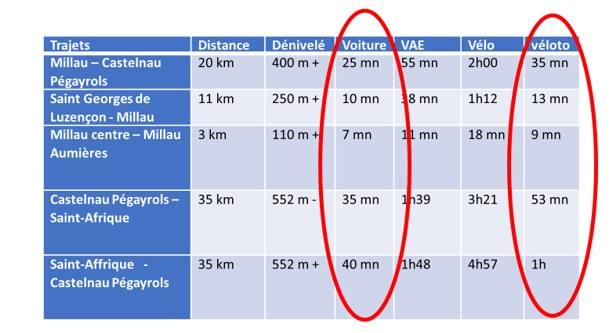 Trajets Distance Dénivelé Voiture VAE Vélo véloto
Millau – Castelnau 20 km 400 m + 25 mn 55 mn 2h00 35 mn
Pégayrols
Saint Georges de 11 km 250 m + 10 mn 38 mn 1h12 13 mn
Luzençon - Millau
Millau centre – Millau 3 km 110 m + 7 mn 11 mn 18 mn 9 mn
Aumières
Castelnau Pégayrols – 35 km 552 m - 35 mn 1h39 3h21 53 mn
Saint-Afrique
Saint-Affrique - 35 km 552 m + 40 mn 1h48 4h57 1h
Castelnau Pégayrols